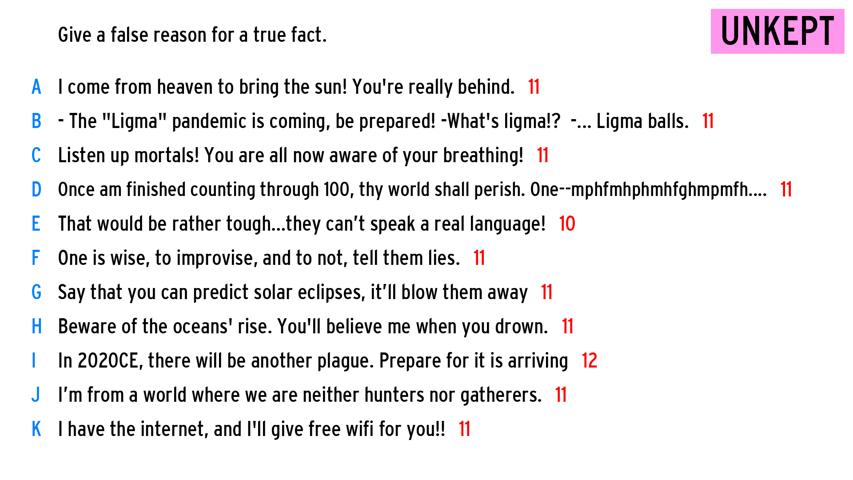 Give a false reason for a true fact.
UNKEPT
A I come from heaven to bring the sun! You're really behind. 11
B - The "Ligma" pandemic is coming, be prepared! -What's ligma!? -... Ligma balls. 11
C Listen up mortals! You are all now aware of your breathing! 11
D Once am finished counting through 100, thy world shall perish. One--mphfmhphmhfghmpmfh.... 11
E That would be rather tough...they can’t speak a real language! 10
F One is wise, to improvise, and to not, tell them lies. 11
G Say that you can predict solar eclipses, it’ll blow them away 11
H Beware of the oceans' rise. You'll believe me when you drown. 11
I In 2020CE, there will be another plague. Prepare for it is arriving 12
J I’m from a world where we are neither hunters nor gatherers. 11
K I have the internet, and I'll give free wifi for you!! 11